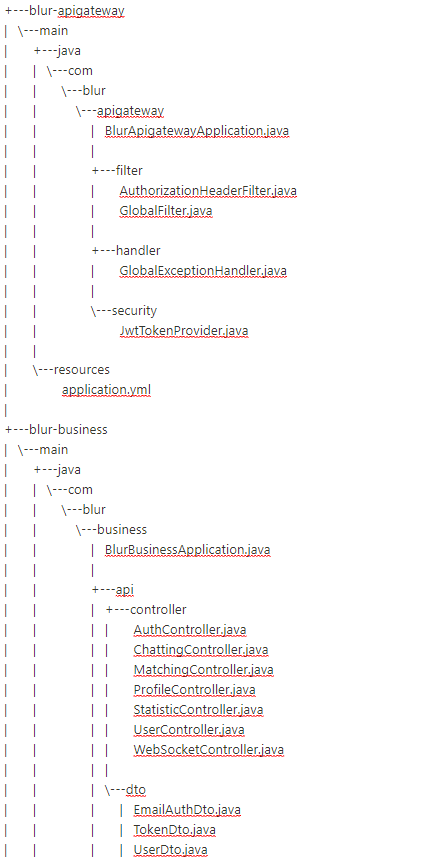 +---blur-apigateway
| \---main
| +---java
| | \---com
| | \---blur
| | \---apigateway
| | | BlurApigatewayApplication.java
| | |
| | +---filter
| | AuthorizationHeaderFilter.java
| | GlobalFilter.java
| | |
| | +---handler
| | GlobalExceptionHandler.java
| | |
| | \---security
| | JwtTokenProvider.java
| |
| \---resources
| application.yml
|
+---blur-business
| \---main
| +---java
| | \---com
| | \---blur
| | \---business
| | | BlurBusinessApplication.java
| | |
| | +---api
| | | +---controller
| | | | AuthController.java
| | | | ChattingController.java
| | | | MatchingController.java
| | | | ProfileController.java
| | | | StatisticController.java
| | | | UserController.java
| | | | WebSocketController.java
| | | |
| | | \---dto
| | | | EmailAuthDto.java
| | | | TokenDto.java
| | | | UserDto.java